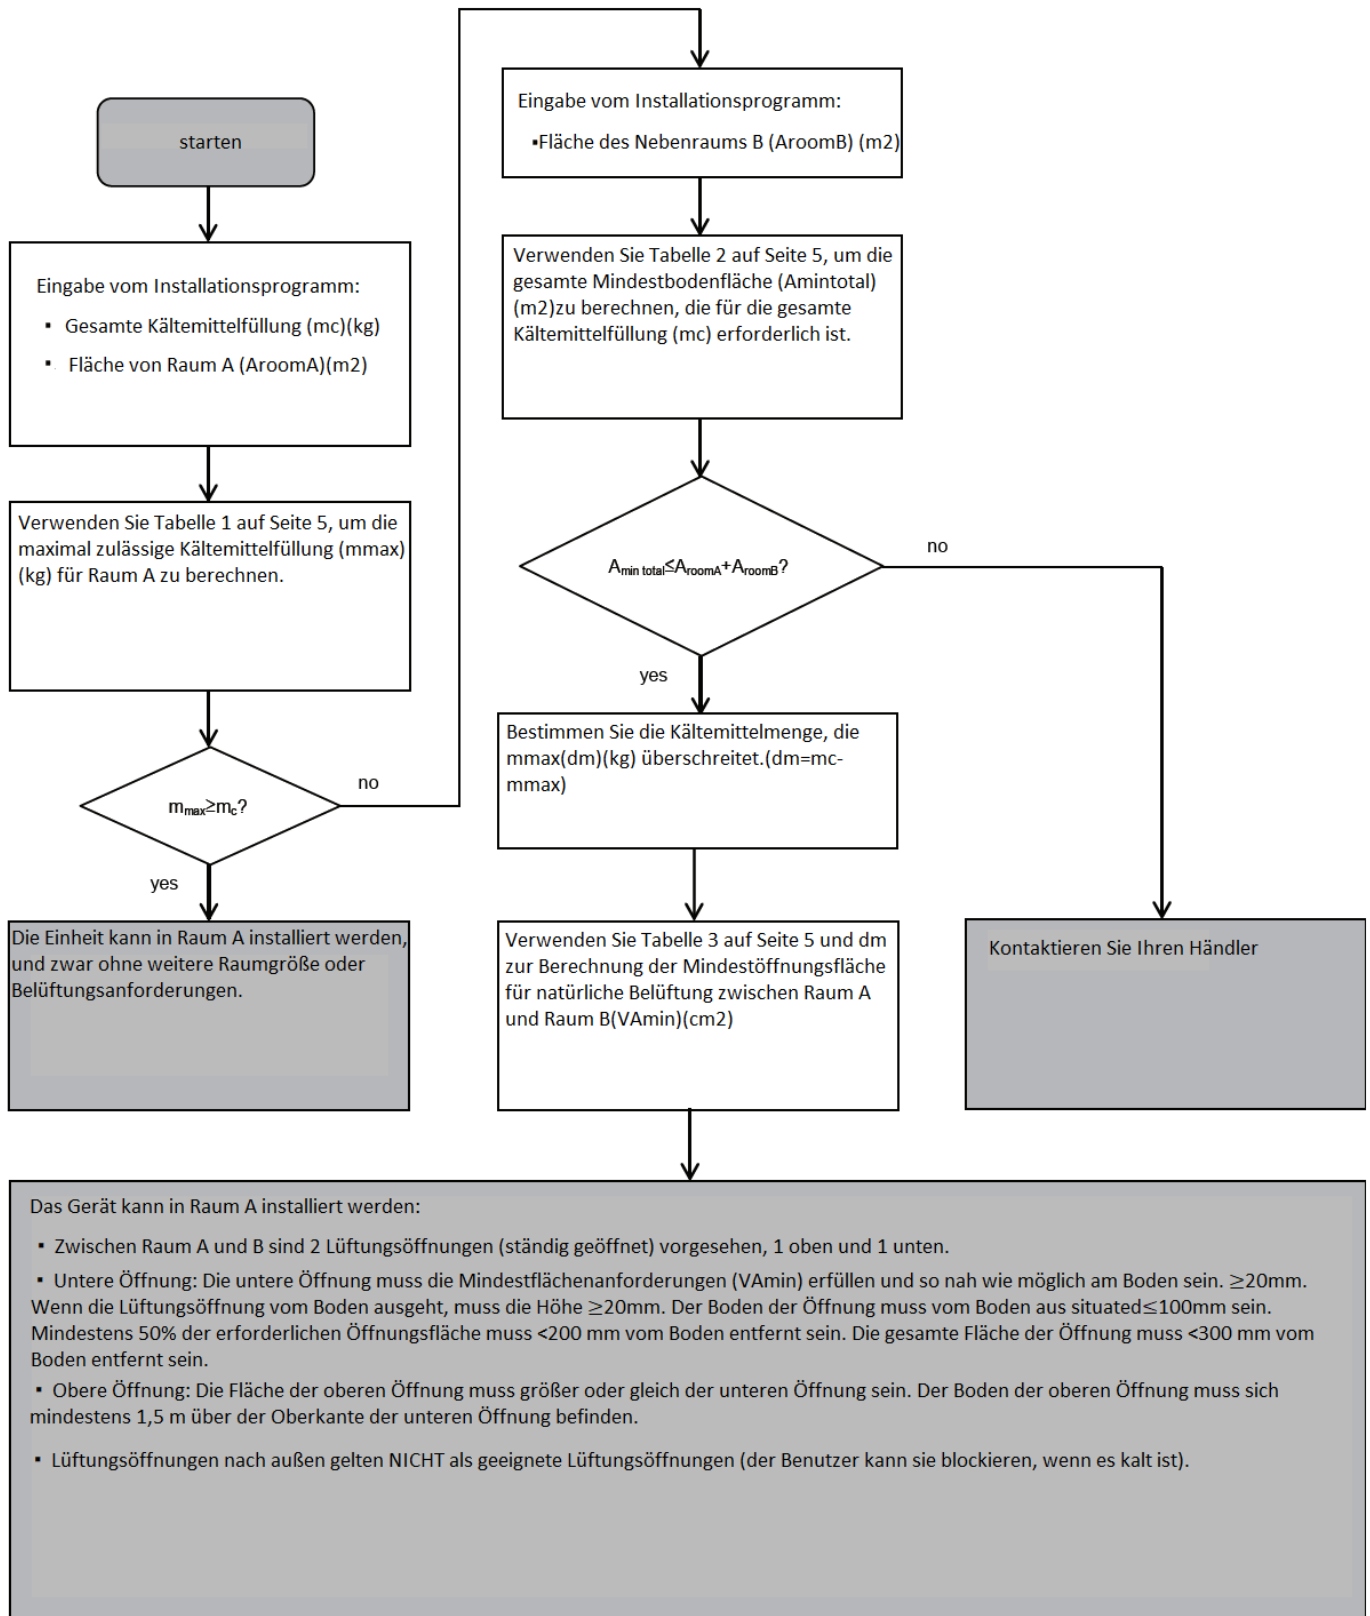 starten
Eingabe vom Installationsprogramm:
▪ Gesamte Kältemittelfüllung (mc)(kg)
▪ Fläche von Raum A (AroomA)(m2)
Verwenden Sie Tabelle 1 auf Seite 5, um die
maximal zulässige Kältemittelfüllung (mmax)
(kg) für Raum A zu berechnen.
mmax≥mc?
no
yes
Die Einheit kann in Raum A installiert werden,
und zwar ohne weitere Raumgröße oder
Belüftungsanforderungen.
Eingabe vom Installationsprogramm:
▪Fläche des Nebenraums B (AroomB) (m2)
Verwenden Sie Tabelle 2 auf Seite 5, um die
gesamte Mindestbodenfläche (Amintotal)
(m2)zu berechnen, die für die gesamte
Kältemittelfüllung (mc) erforderlich ist.
Amin total≤AroomA+AroomB?
no
yes
Bestimmen Sie die Kältemittelmenge, die
mmax(dm)(kg) überschreitet.(dm=mc-
mmax)
Verwenden Sie Tabelle 3 auf Seite 5 und dm
zur Berechnung der Mindestöffnungsfläche
für natürliche Belüftung zwischen Raum A
und Raum B(VAmin)(cm2)
Kontaktieren Sie Ihren Händler
Das Gerät kann in Raum A installiert werden:
▪ Zwischen Raum A und B sind 2 Lüftungsöffnungen (ständig geöffnet) vorgesehen, 1 oben und 1 unten.
▪ Untere Öffnung: Die untere Öffnung muss die Mindestflächenanforderungen (VAmin) erfüllen und so nah wie möglich am Boden sein. ≥20mm.
Wenn die Lüftungsöffnung vom Boden ausgeht, muss die Höhe ≥20mm. Der Boden der Öffnung muss vom Boden aus situated≤100mm sein.
Mindestens 50% der erforderlichen Öffnungsfläche muss <200 mm vom Boden entfernt sein. Die gesamte Fläche der Öffnung muss <300 mm vom
Boden entfernt sein.
▪ Obere Öffnung: Die Fläche der oberen Öffnung muss größer oder gleich der unteren Öffnung sein. Der Boden der oberen Öffnung muss sich
mindestens 1,5 m über der Oberkante der unteren Öffnung befinden.
▪ Lüftungsöffnungen nach außen gelten NICHT als geeignete Lüftungsöffnungen (der Benutzer kann sie blockieren, wenn es kalt ist).